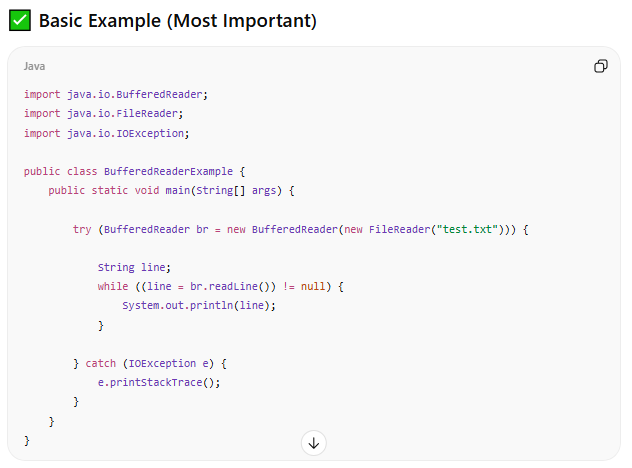 ✅ Basic Example (Most Important)
Java
import java.io.BufferedReader;
import java.io.FileReader;
import java.io.IOException;

public class BufferedReaderExample {
    public static void main(String[] args) {

        try (BufferedReader br = new BufferedReader(new FileReader("test.txt"))) {

            String line;
            while ((line = br.readLine()) != null) {
                System.out.println(line);
            }

        } catch (IOException e) {
            e.printStackTrace();
        }
    }
}